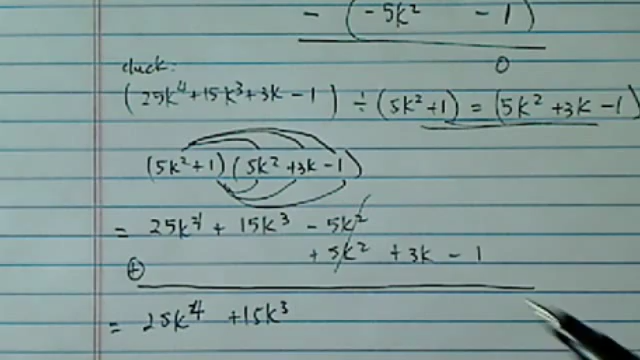 - (-5k² - 1)
0
check:
(25k⁴+15k³+3k-1) ÷ (5k²+1) = (5k²+3k-1)
(5k²+1)(5k²+3k-1)
= 25k⁴ + 15k³ - 5k²
+ 5k² + 3k - 1
⊕
= 25k⁴ +15k³